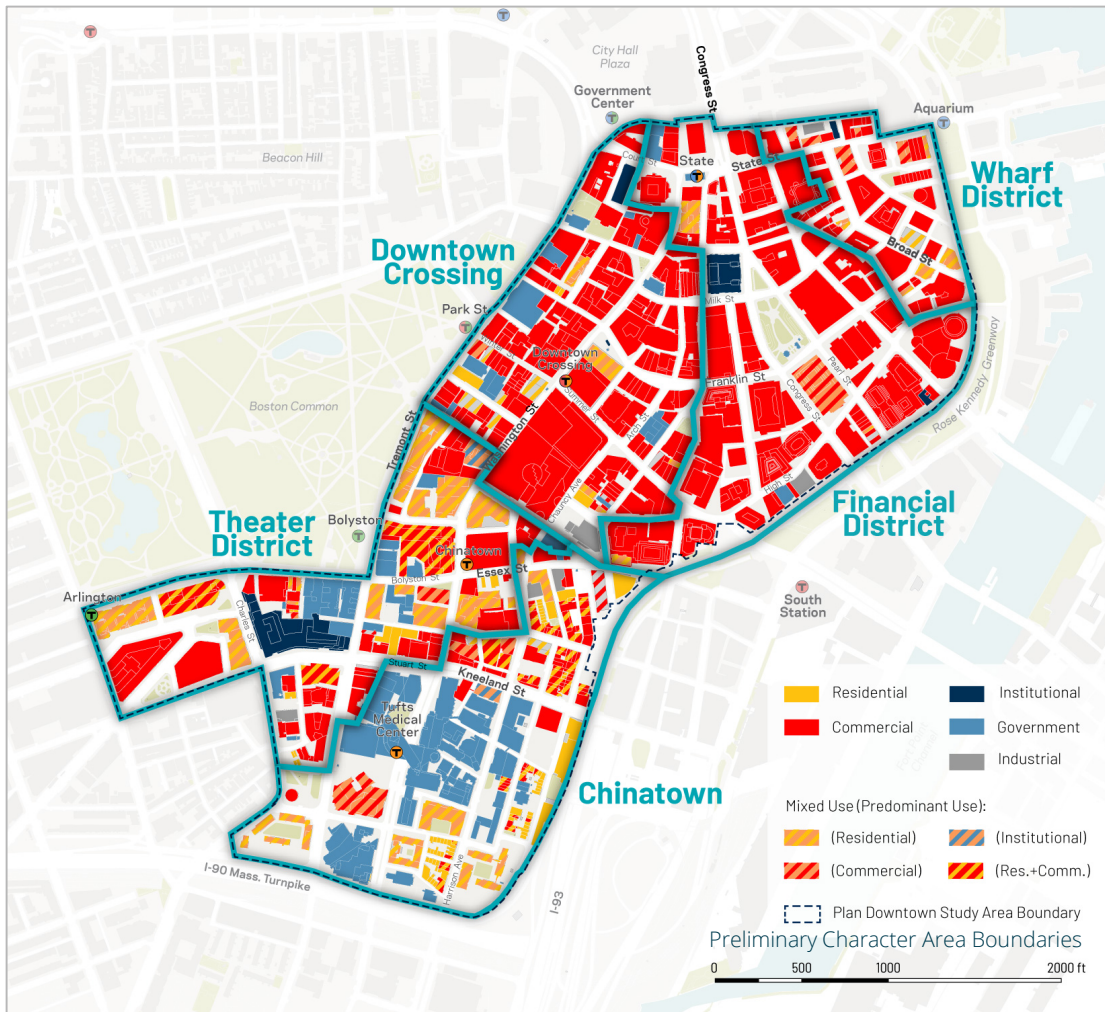 City Hall
Plaza
Congress St
Government
Center
Aquarium
Beacon Hill
Court St
State
State St
Wharf
District
Downtown
Crossing
Broad St
Park St
Milk St
Winter St
Downtown
Crossing
Franklin St
Pearl St
Congress St
Summer St
Rose Kennedy Greenway
Boston Common
Tremont St
Washington St
Arch St
High St
Chauncy Ave
Financial
District
Theater
District
Bolyston
Chinatown
Essex St
Bolyston St
Arlington
Charles St
South
Station
Stuart St
Kneeland St
Tufts
Medical
Center
Chinatown
Harrison Ave
I-90 Mass. Turnpike
I-93
Residential
Institutional
Commercial
Government
Industrial
Mixed Use (Predominant Use):
(Residential)
(Institutional)
(Commercial)
(Res.+Comm.)
Plan Downtown Study Area Boundary
Preliminary Character Area Boundaries
0 500 1000 2000 ft